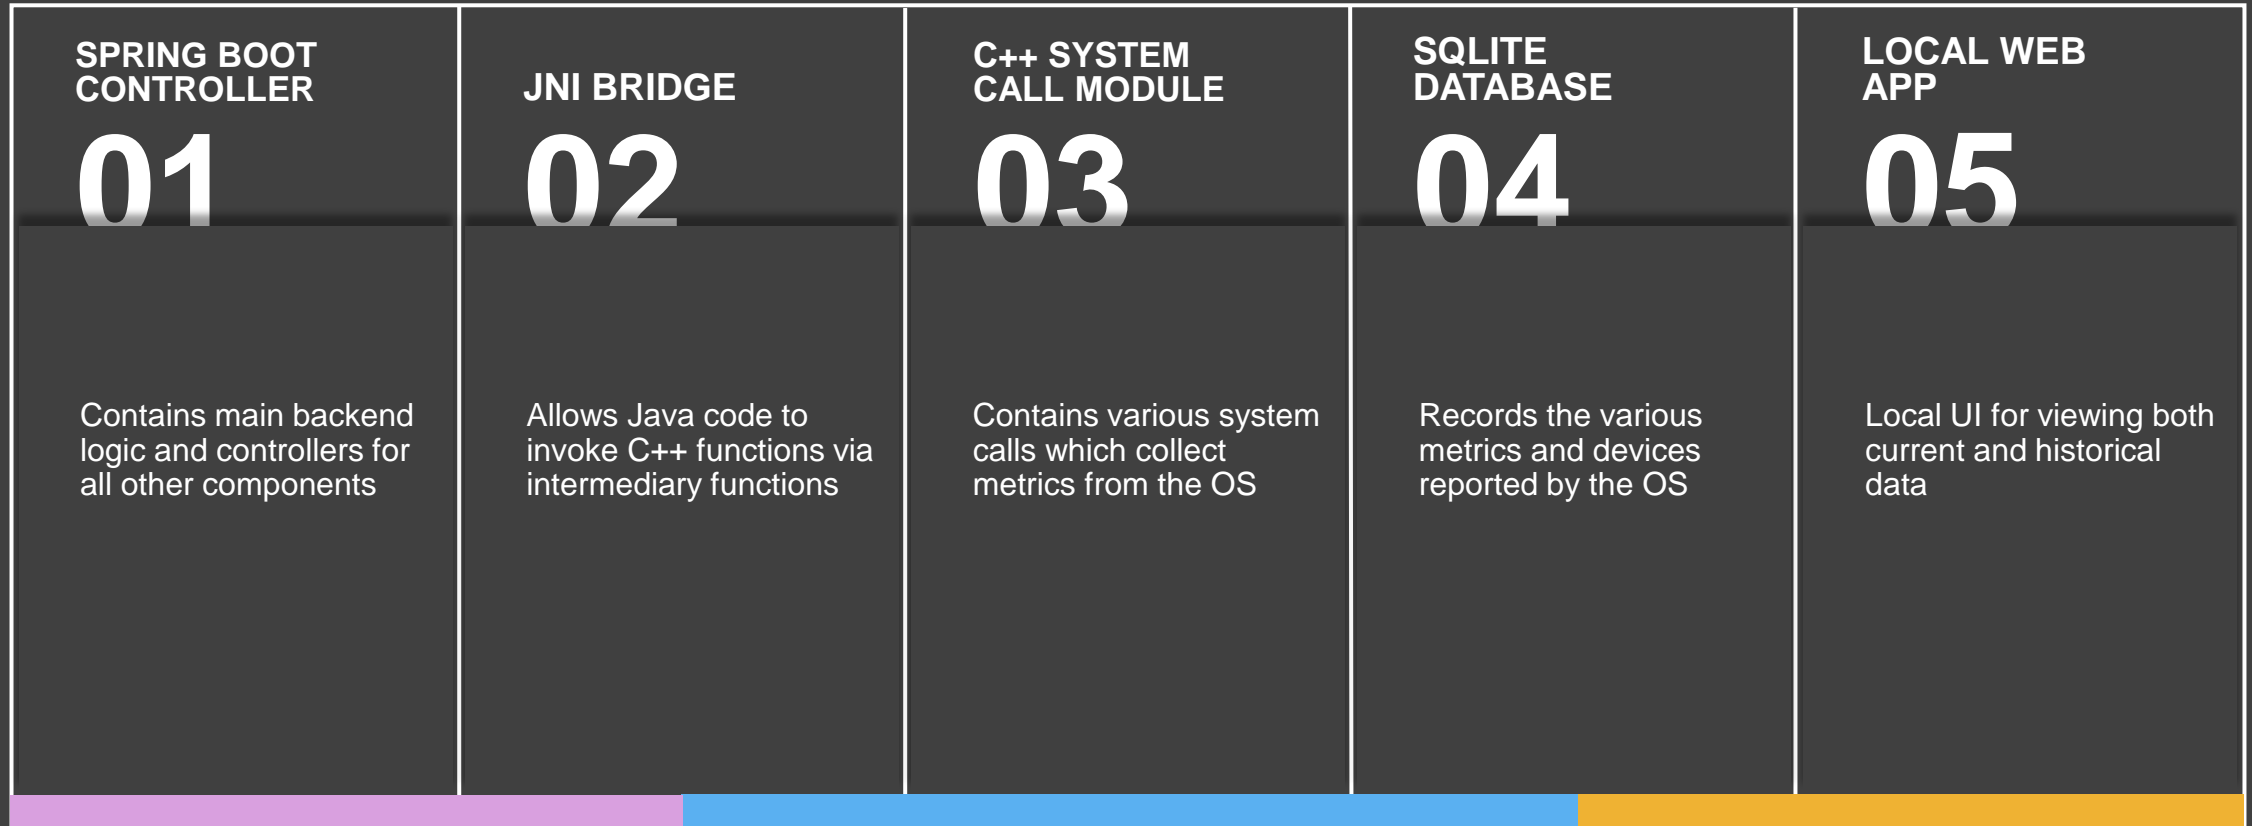 SPRING BOOT
CONTROLLER
01
Contains main backend
logic and controllers for
all other components
JNI BRIDGE
02
Allows Java code to
invoke C++ functions via
intermediary functions
C++ SYSTEM
CALL MODULE
03
Contains various system
calls which collect
metrics from the OS
SQLITE
DATABASE
04
Records the various
metrics and devices
reported by the OS
LOCAL WEB
APP
05
Local UI for viewing both
current and historical
data